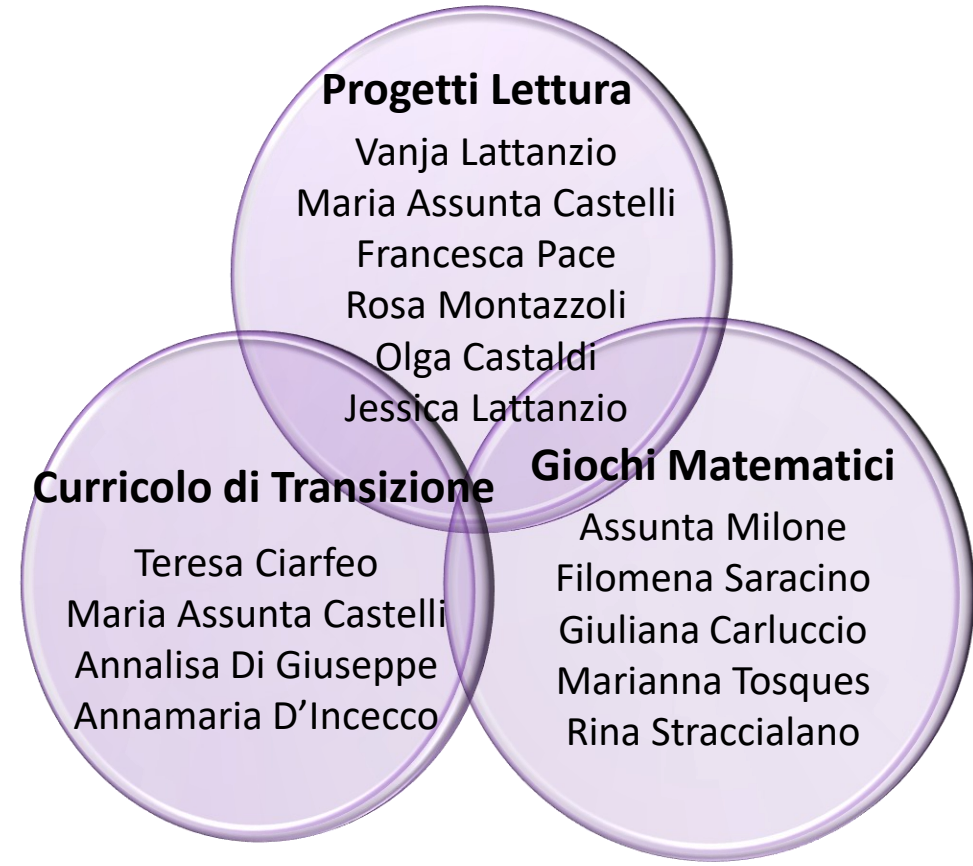 Progetti Lettura
Vanja Lattanzio
Maria Assunta Castelli
Francesca Pace
Rosa Montazzoli
Olga Castaldi
Jessica Lattanzio
Curricolo di Transizione
Teresa Ciarfeo
Maria Assunta Castelli
Annalisa Di Giuseppe
Annamaria D’Incecco
Giochi Matematici
Assunta Milone
Filomena Saracino
Giuliana Carluccio
Marianna Tosques
Rina Straccialano